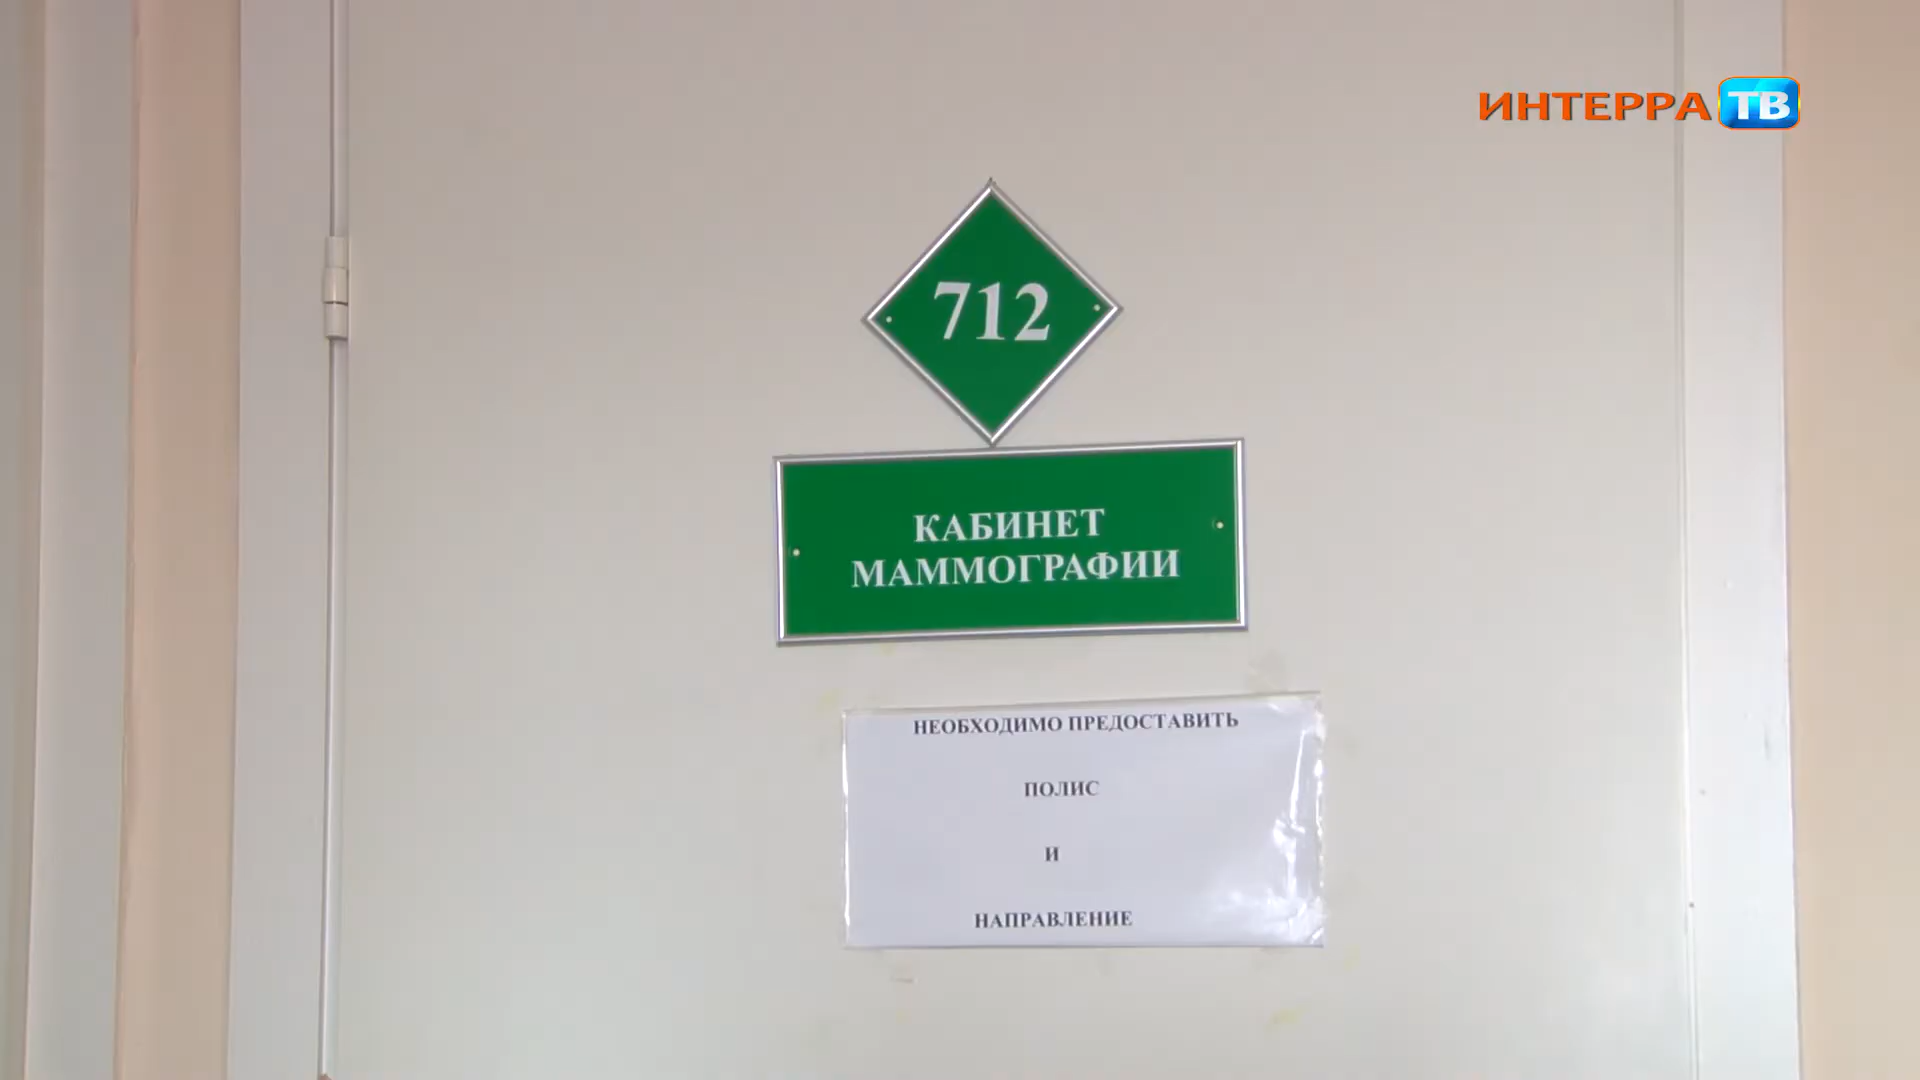 ИНТЕРРА ТВ
712
КАБИНЕТ
МАММОГРАФИИ
НЕОБХОДИМО ПРЕДОСТАВИТЬ
ПОЛИС
И
НАПРАВЛЕНИЕ